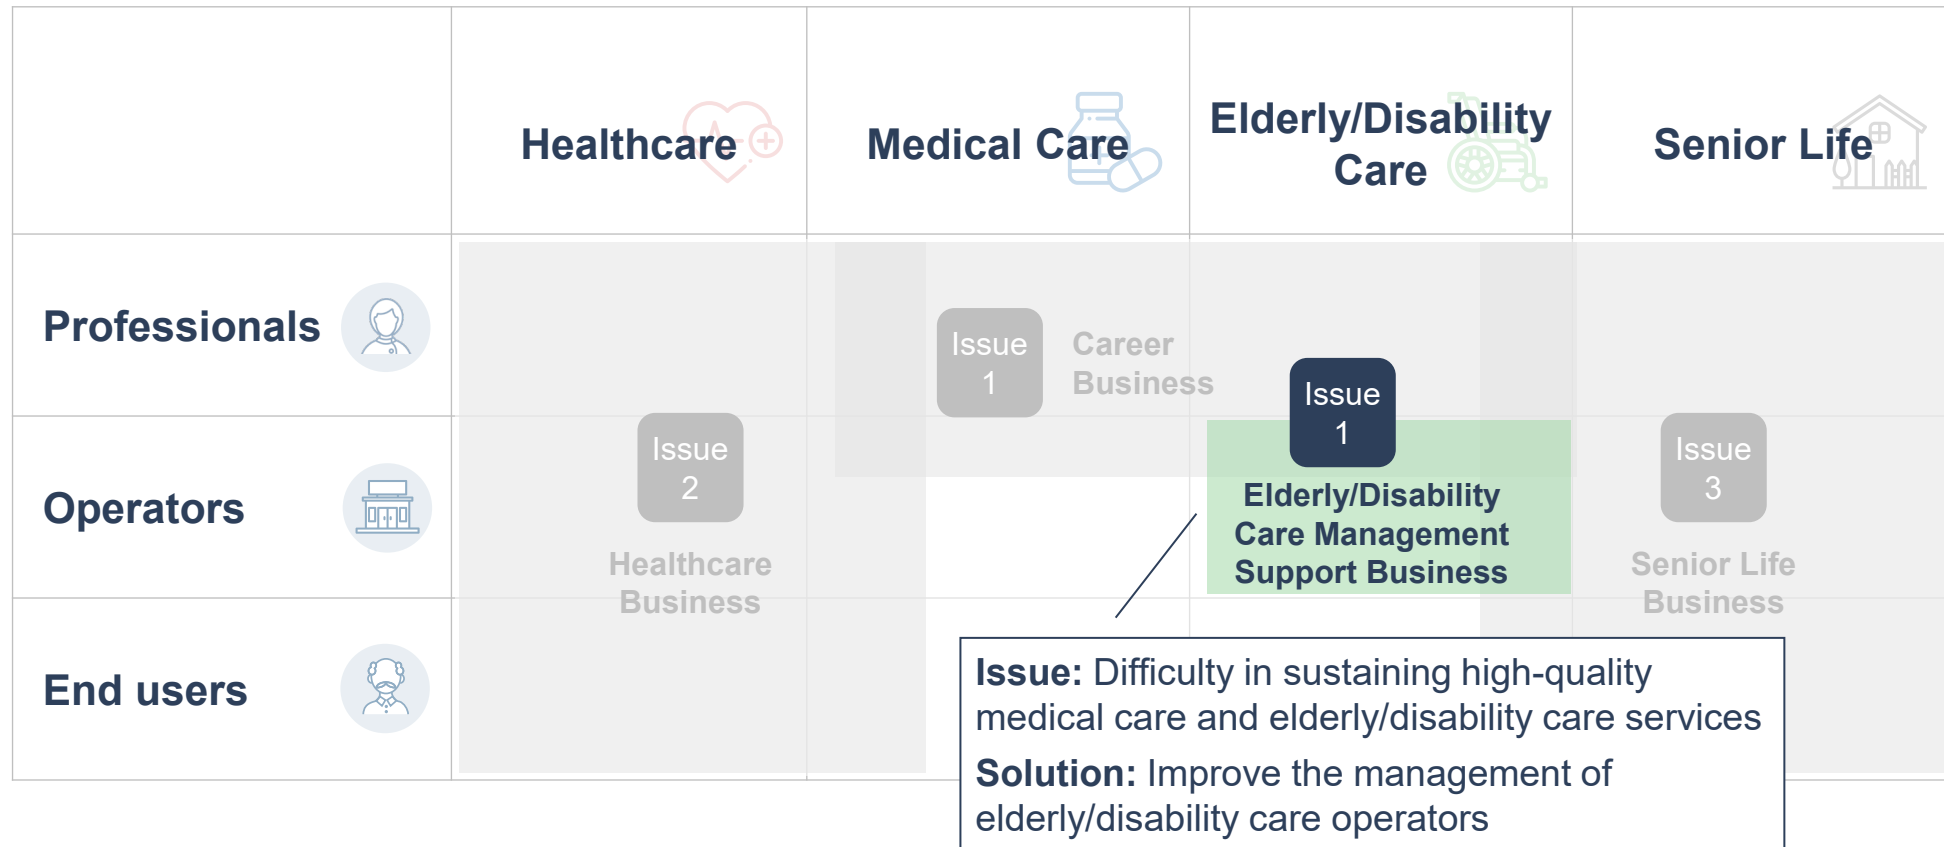 Healthcare
Medical Care
Elderly/Disability
Care
Senior Life
Professionals
Issue
1
Career
Business
Issue
1
Operators
Issue
2
Healthcare
Business
Elderly/Disability
Care Management
Support Business
Issue
3
Senior Life
Business
End users
Issue: Difficulty in sustaining high-quality
medical care and elderly/disability care services
Solution: Improve the management of
elderly/disability care operators